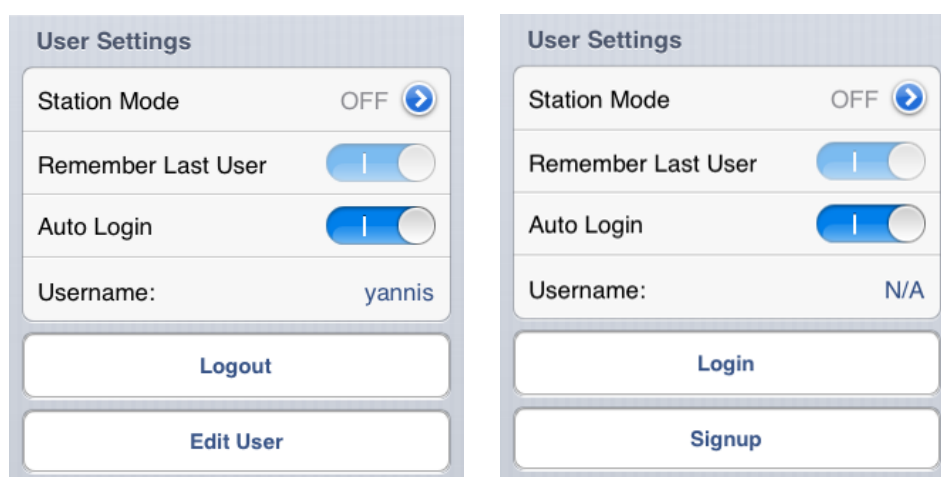 User Settings
Station Mode OFF
Remember Last User
Auto Login
Username: yannis
Logout
Edit User
User Settings
Station Mode OFF
Remember Last User
Auto Login
Username: N/A
Login
Signup